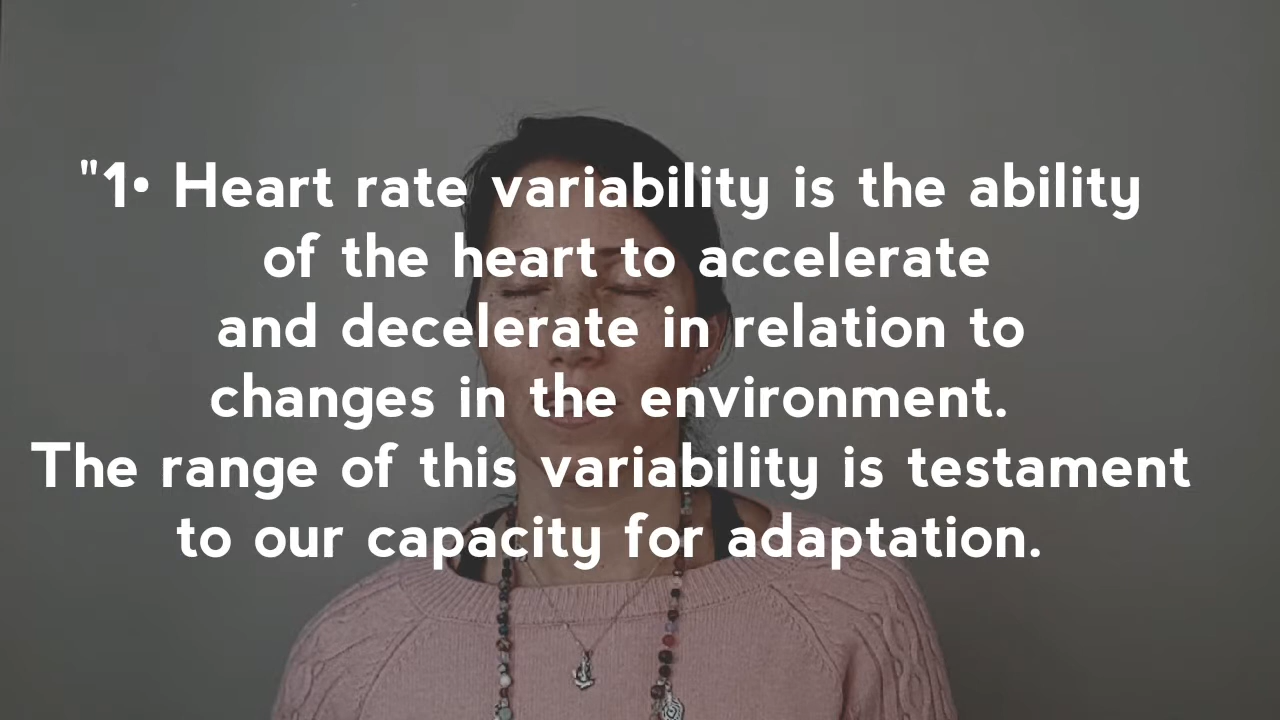 "1• Heart rate variability is the ability
of the heart to accelerate
and decelerate in relation to
changes in the environment.
The range of this variability is testament
to our capacity for adaptation.